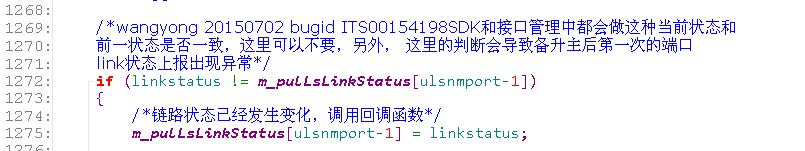 1268:
1269: /*wangyong 20150702 bugid ITS00154198SDK和接口管理中都会做这种当前状态和
1270: 前一状态是否一致，这里可以不要，另外， 这里的判断会导致备升主后第一次的端口
1271: link状态上报出现异常*/
1272: if (linkstatus != m_pulLsLinkStatus[ulsnmport-1])
1273: {
1274: /*链路状态已经发生变化，调用回调函数*/
1275: m_pulLsLinkStatus[ulsnmport-1] = linkstatus;
1276: